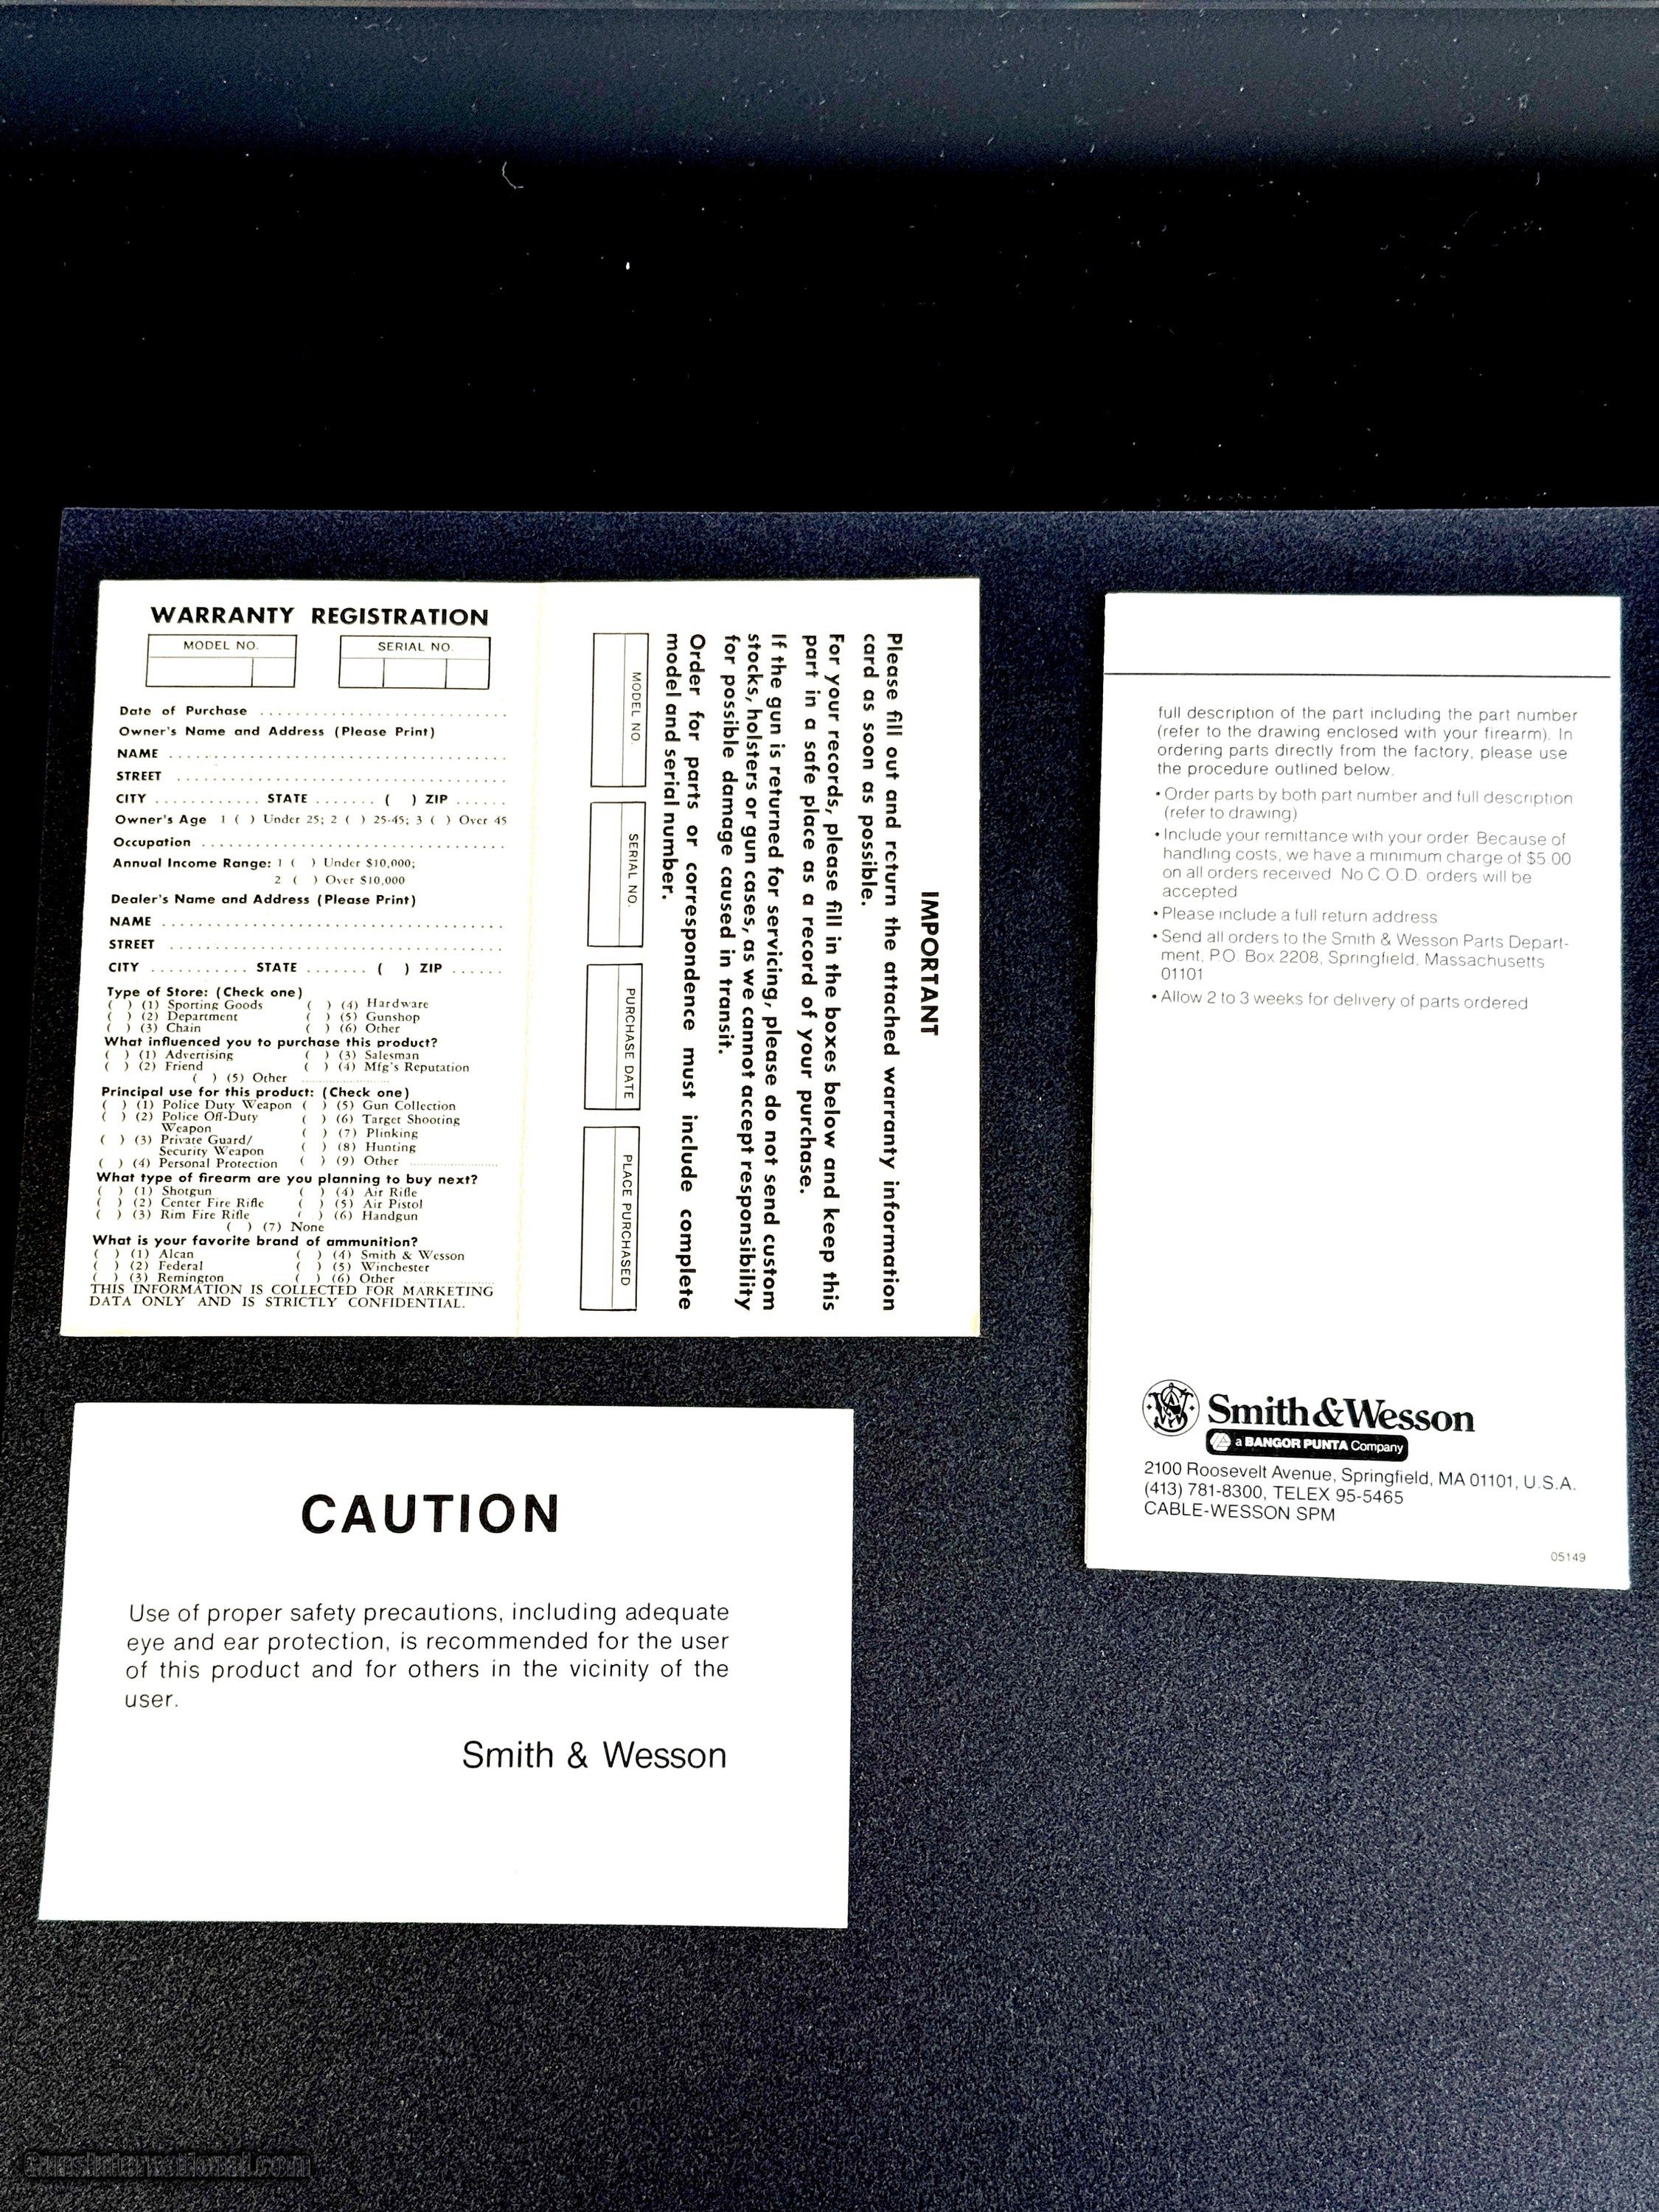 WARRANTY REGISTRATION
MODEL NO.
SERIAL NO.
Date of Purchase
Owner's Name and Address (Please Print)
NAME
STREET
CITY ............ STATE ....... ( ) ZIP ......
Owner's Age 1 ( ) Under 25; 2 ( ) 25-45; 3 ( ) Over 45
Occupation
Annual Income Range: 1 ( ) Under $10,000;
2 ( ) Over $10,000
Dealer's Name and Address (Please Print)
NAME
STREET
CITY ........... STATE ....... ( ) ZIP ......
Type of Store: (Check one)
( ) (1) Sporting Goods ( ) (4) Hardware
( ) (2) Department ( ) (5) Gunshop
( ) (3) Chain ( ) (6) Other
What influenced you to purchase this product?
( ) (1) Advertising ( ) (3) Salesman
( ) (2) Friend ( ) (4) Mfg's Reputation
( ) (5) Other
Principal use for this product: (Check one)
( ) (1) Police Duty Weapon ( ) (5) Gun Collection
( ) (2) Police Off-Duty ( ) (6) Target Shooting
Weapon ( ) (7) Plinking
( ) (3) Private Guard/ ( ) (8) Hunting
Security Weapon
( ) (4) Personal Protection ( ) (9) Other
What type of firearm are you planning to buy next?
( ) (1) Shotgun ( ) (4) Air Rifle
( ) (2) Center Fire Rifle ( ) (5) Air Pistol
( ) (3) Rim Fire Rifle ( ) (6) Handgun
( ) (7) None
What is your favorite brand of ammunition?
( ) (1) Alcan ( ) (4) Smith & Wesson
( ) (2) Federal ( ) (5) Winchester
( ) (3) Remington ( ) (6) Other
THIS INFORMATION IS COLLECTED FOR MARKETING
DATA ONLY AND IS STRICTLY CONFIDENTIAL.
IMPORTANT
Please fill out and return the attached warranty information
card as soon as possible.
For your records, please fill in the boxes below and keep this
part in a safe place as a record of your purchase.
If the gun is returned for servicing, please do not send custom
stocks, holsters or gun cases, as we cannot accept responsibility
for possible damage caused in transit.
Order for parts or correspondence must include complete
model and serial number.
MODEL NO.
SERIAL NO.
PURCHASE DATE
PLACE PURCHASED
full description of the part including the part number
(refer to the drawing enclosed with your firearm). In
ordering parts directly from the factory, please use
the procedure outlined below.
• Order parts by both part number and full description
(refer to drawing)
• Include your remittance with your order. Because of
handling costs, we have a minimum charge of $5.00
on all orders received. No C.O.D. orders will be
accepted
• Please include a full return address
• Send all orders to the Smith & Wesson Parts Depart-
ment, P.O. Box 2208, Springfield, Massachusetts
01101
• Allow 2 to 3 weeks for delivery of parts ordered
Smith & Wesson
a BANGOR PUNTA Company
2100 Roosevelt Avenue, Springfield, MA 01101, U.S.A.
(413) 781-8300, TELEX 95-5465
CABLE-WESSON SPM
05149
CAUTION
Use of proper safety precautions, including adequate
eye and ear protection, is recommended for the user
of this product and for others in the vicinity of the
user.
Smith & Wesson
GunsInternational.com